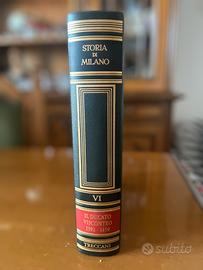 STORIA
DI
MILANO
VI
IL DUCATO
VISCONTEO
1392 - 1450
TRECCANI
subito